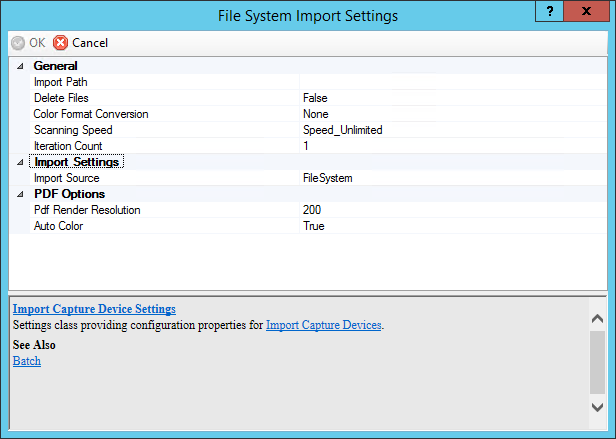 File System Import Settings
?
X
OK Cancel
General
Import Path
Delete Files False
Color Format Conversion None
Scanning Speed Speed_Unlimited
Iteration Count 1
Import Settings
Import Source FileSystem
PDF Options
Pdf Render Resolution 200
Auto Color True
Import Capture Device Settings
Settings class providing configuration properties for Import Capture Devices.
See Also
Batch